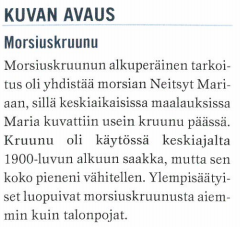 KUVAN AVAUS
Morsiuskruunu
Morsiuskruunun alkuperäinen tarkoi-
tus oli yhdistää morsian Neitsyt Mari-
aan, sillä keskiaikaisissa maalauksissa
Maria kuvattiin usein kruunu päässä.
Kruunu oli käytössä keskiajalta
1900-luvun alkuun saakka, mutta sen
koko pieneni vähitellen. Ylempisäätyi-
set luopuivat morsiuskruunusta aiem-
min kuin talonpojat.